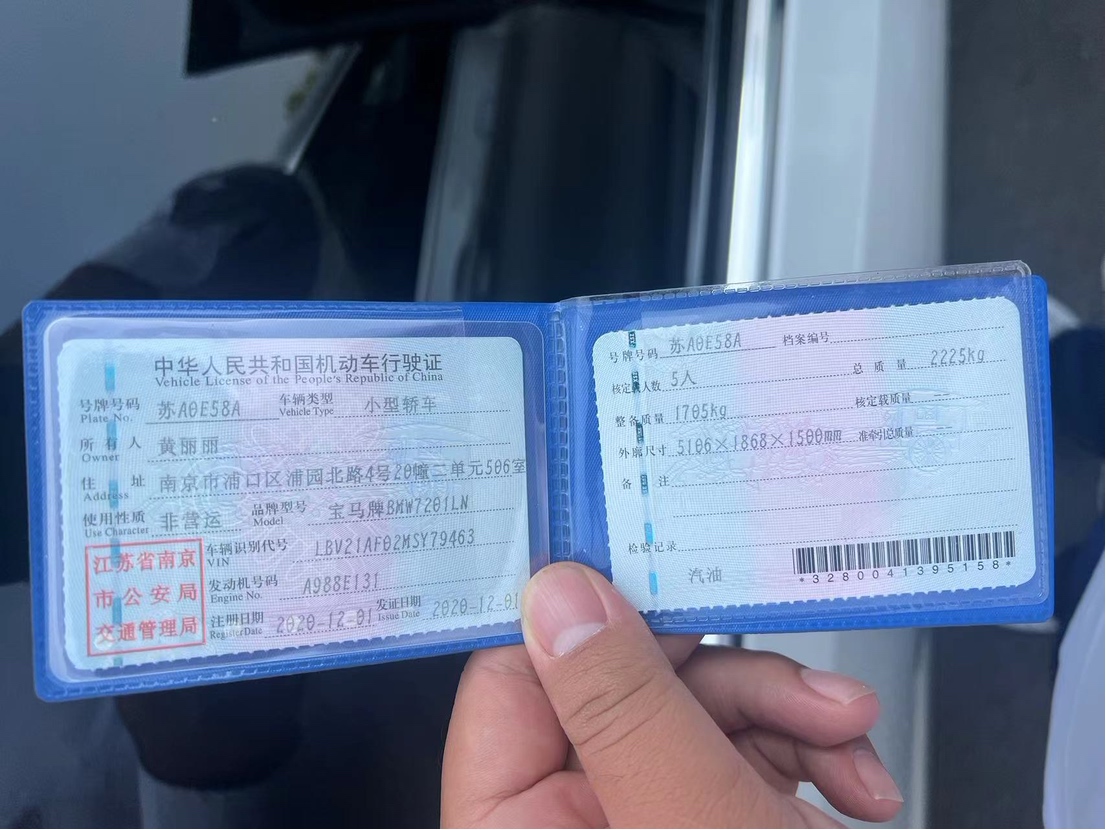 中华人民共和国机动车行驶证
Vehicle License of the People's Republic of China
号牌号码 苏A0E58A 车辆类型 小型轿车
Plate No. Vehicle Type
所有人 黄丽丽
Owner
住址 南京市浦口区浦园北路4号20幢二单元506室
Address
使用性质 非营运 品牌型号 宝马牌BMW7201LN
Use Character Model
江苏省南京
市公安局
交通管理局
车辆识别代号 LBV21AF02MSY79463
VIN
发动机号码 A988E131
Engine No.
注册日期 2020-12-01 发证日期 2020-12-01
Register Date Issue Date
号牌号码 苏A0E58A 档案编号
核定载人数 5人 总质量 2225kg
整备质量 1705kg 核定载质量 --
外廓尺寸 5106×1868×1500mm 准牵引总质量 --
备注
检验记录
汽油
*3280041395158*